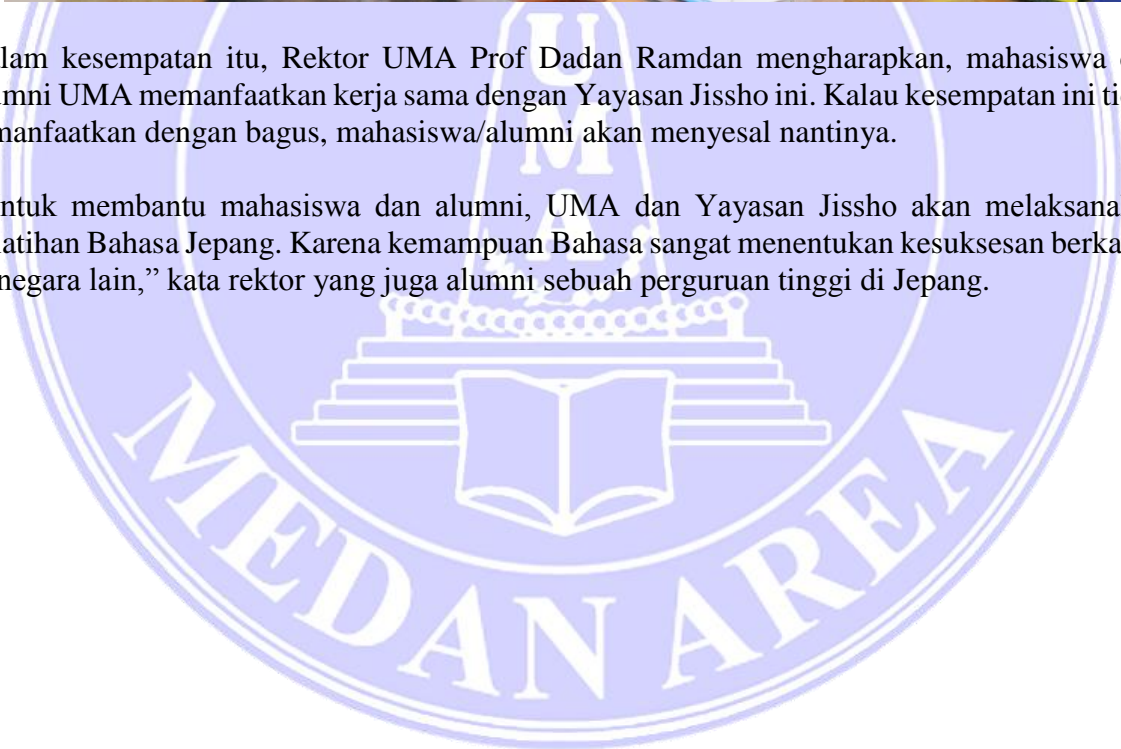 lam kesempatan itu, Rektor UMA Prof Dadan Ramdan mengharapkan, mahasiswa
umni UMA memanfaatkan kerja sama dengan Yayasan Jissho ini. Kalau kesempatan ini
manfaatkan dengan bagus, mahasiswa/alumni akan menyesal nantinya.
ntuk membantu mahasiswa dan alumni, UMA dan Yayasan Jissho akan melaksana
latihan Bahasa Jepang. Karena kemampuan Bahasa sangat menentukan kesuksesan berka
negara lain,” kata rektor yang juga alumni sebuah perguruan tinggi di Jepang.
UMA
MEDAN AREA